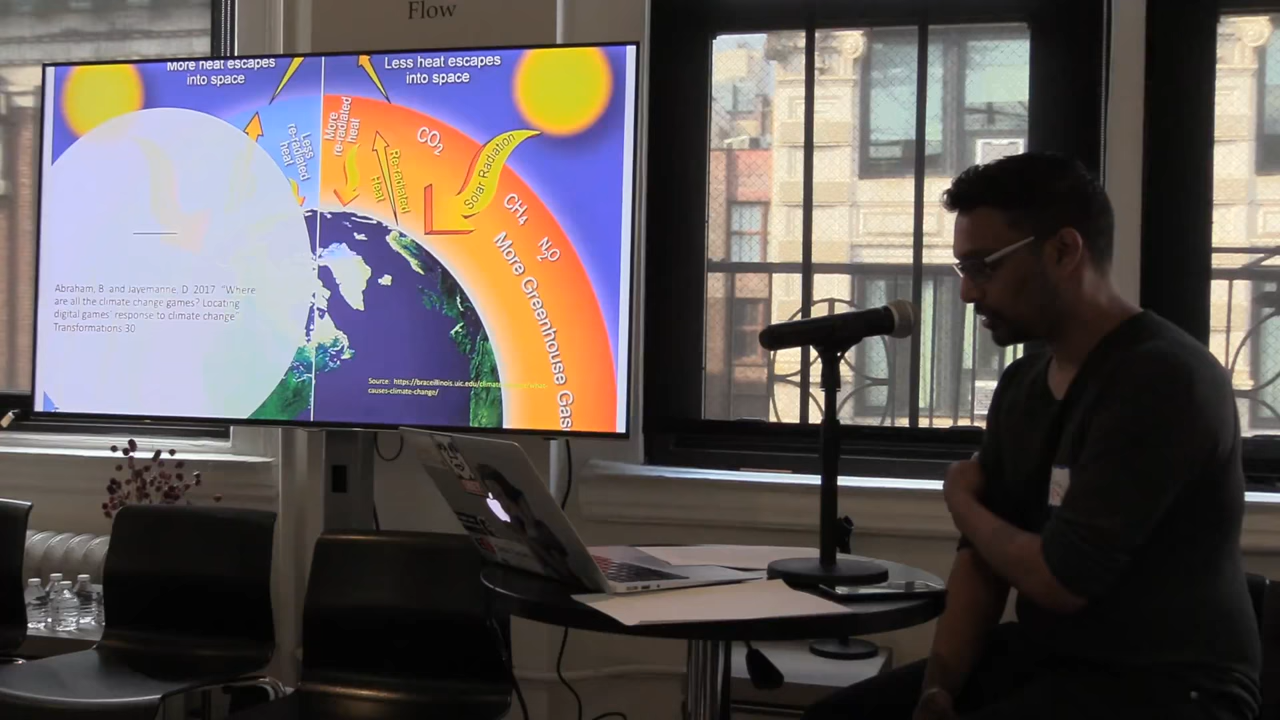 Flow
More heat escapes
into space
Less heat escapes
into space
Less
re-radiated
heat
More
re-radiated
heat
Re-radiated
Heat
CO2
Solar Radiation
CH4
N2O
More Greenhouse Gas
Abraham, B. and Jayemanne, D. 2017 "Where
are all the climate change games? Locating
digital games' response to climate change"
Transformations 30
Source: https://braceillinois.uic.edu/climate
causes-climate-change/